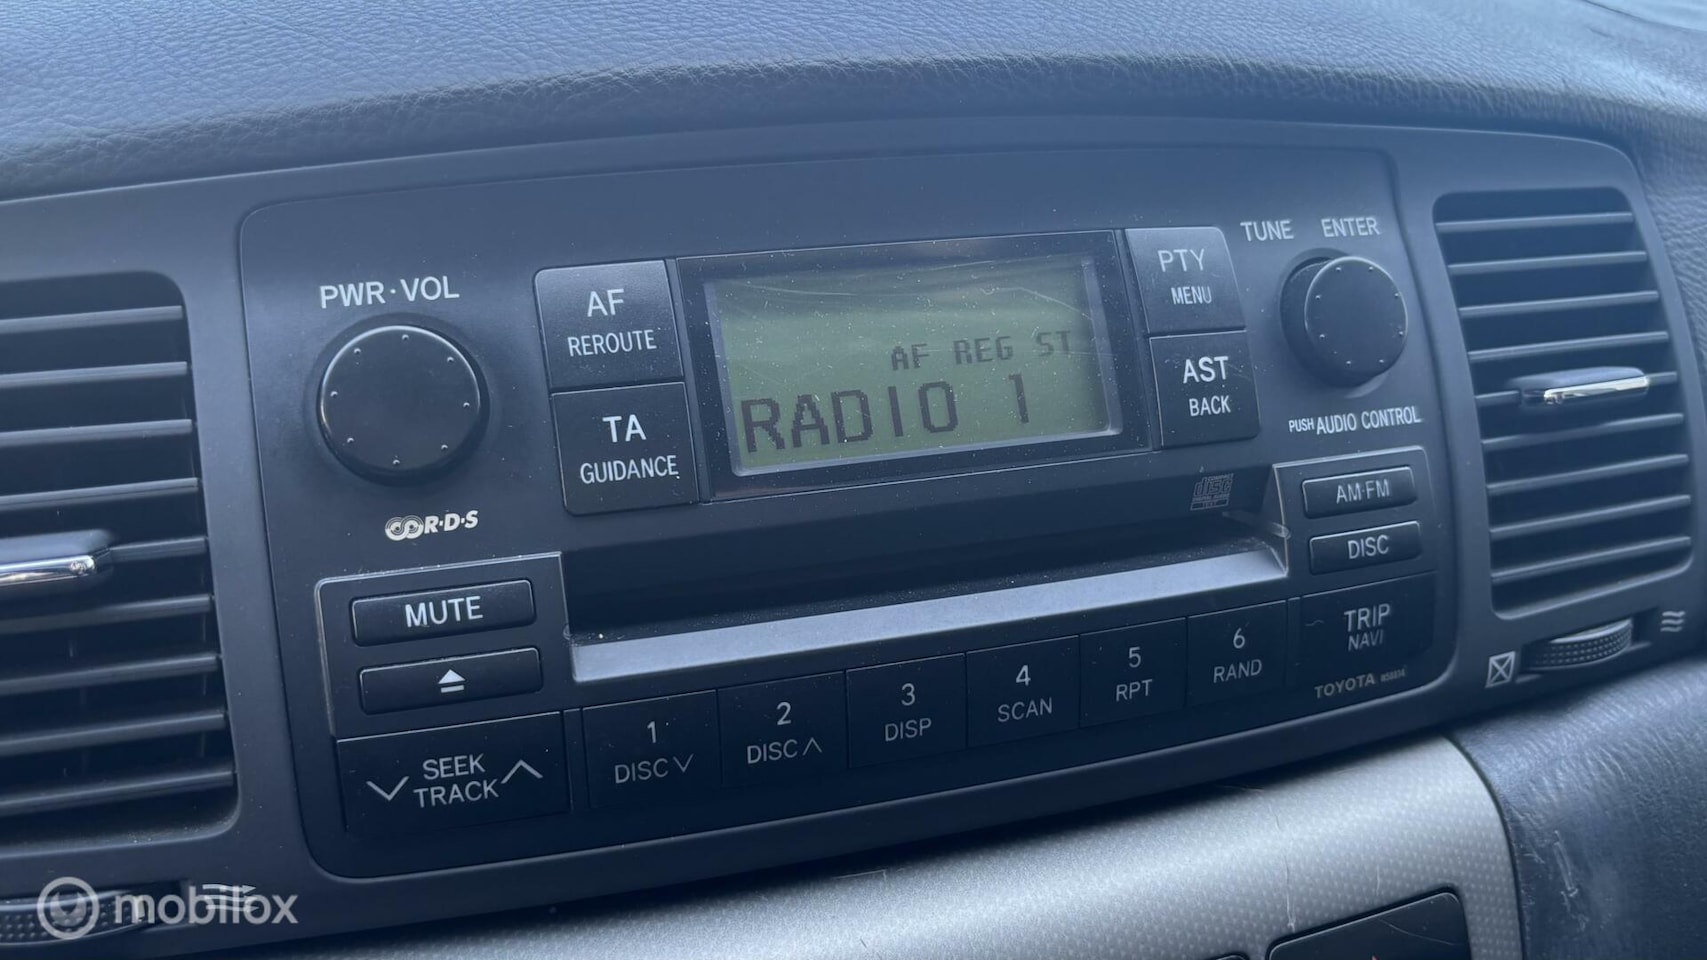 PWR·VOL
AF
REROUTE
TA
GUIDANCE
AF REG ST
RADIO 1
PTY
MENU
AST
BACK
TUNE ENTER
PUSH AUDIO CONTROL
R·D·S
disc
AM·FM
DISC
MUTE
SEEK
TRACK
1
DISC
2
DISC
3
DISP
4
SCAN
5
RPT
6
RAND
TRIP
NAVI
TOYOTA
mobilox